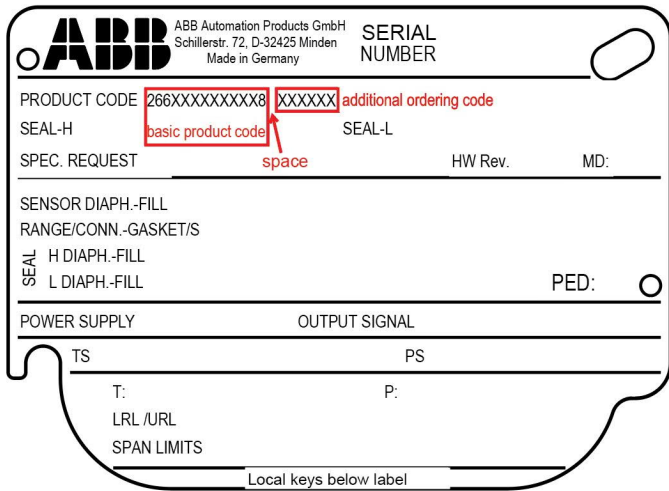 ABB ABB Automation Products GmbH SERIAL
Schillerstr. 72, D-32425 Minden NUMBER
Made in Germany
PRODUCT CODE 266XXXXXXXXX8 XXXXXX additional ordering code
SEAL-H basic product code SEAL-L
SPEC. REQUEST space HW Rev. MD:
SENSOR DIAPH.-FILL
RANGE/CONN.-GASKET/S
SEAL H DIAPH.-FILL
L DIAPH.-FILL PED:
POWER SUPPLY OUTPUT SIGNAL
TS PS
T: P:
LRL /URL
SPAN LIMITS
Local keys below label